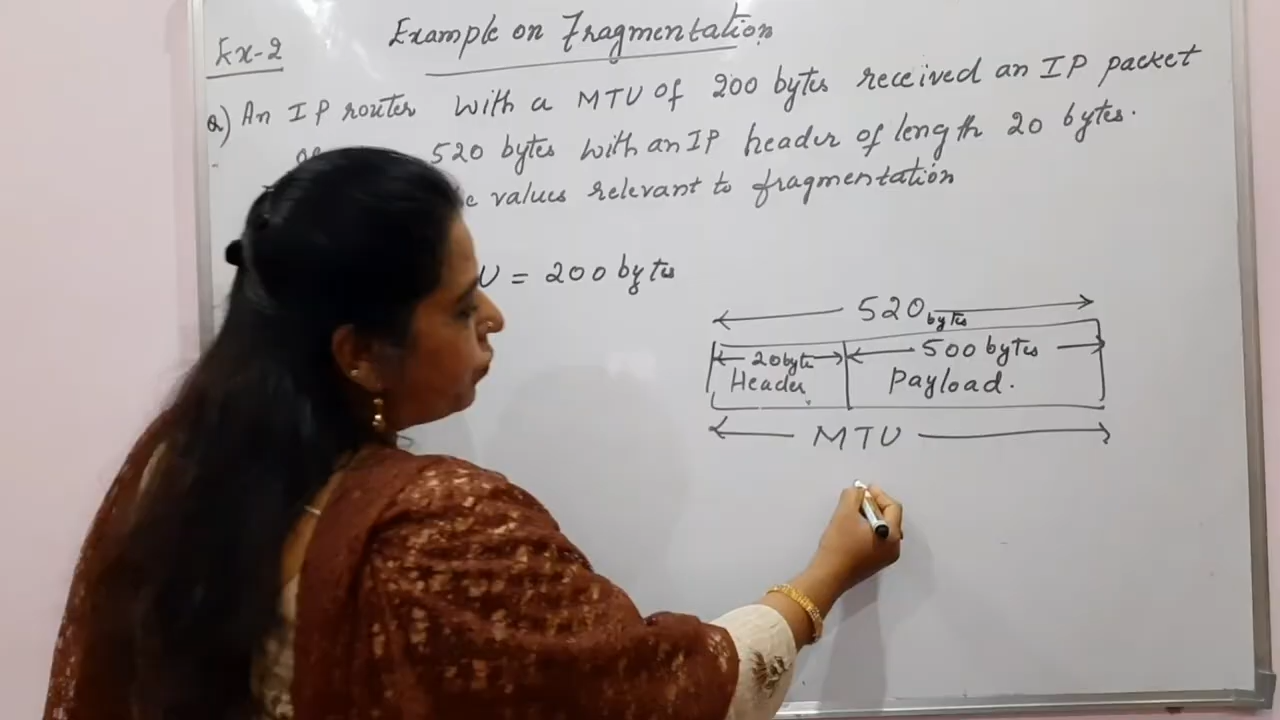 Ex-2
Example on Fragmentation
Q) An IP router with a MTU of 200 bytes received an IP packet
520 bytes with an IP header of length 20 bytes.
values relevant to fragmentation
U = 200 bytes
520 bytes
20byte
500 bytes
Header
Payload.
MTU